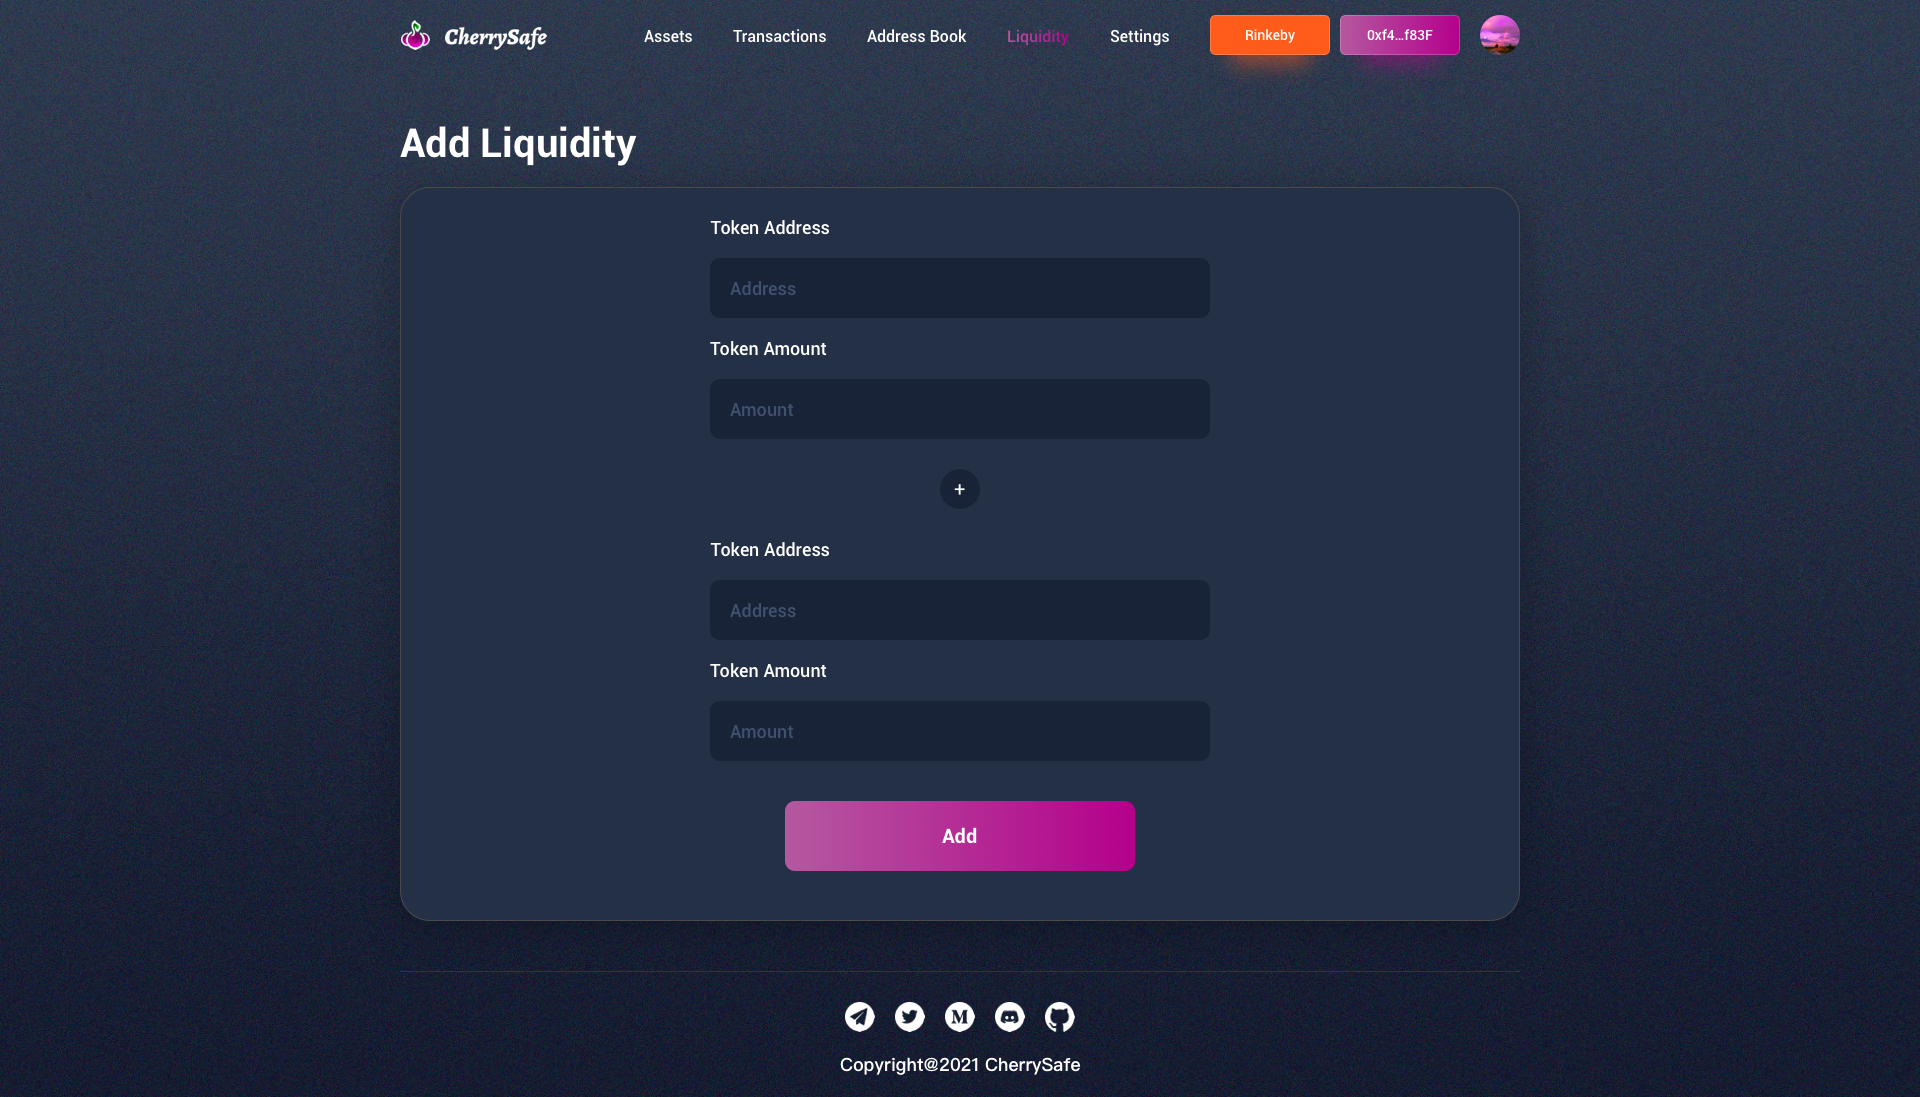 CherrySafe
Assets
Transactions
Address Book
Liquidity
Settings
Rinkeby
0xf4...f83F
Add Liquidity
Token Address
Address
Token Amount
Amount
+
Token Address
Address
Token Amount
Amount
Add
M
Copyright@2021 CherrySafe